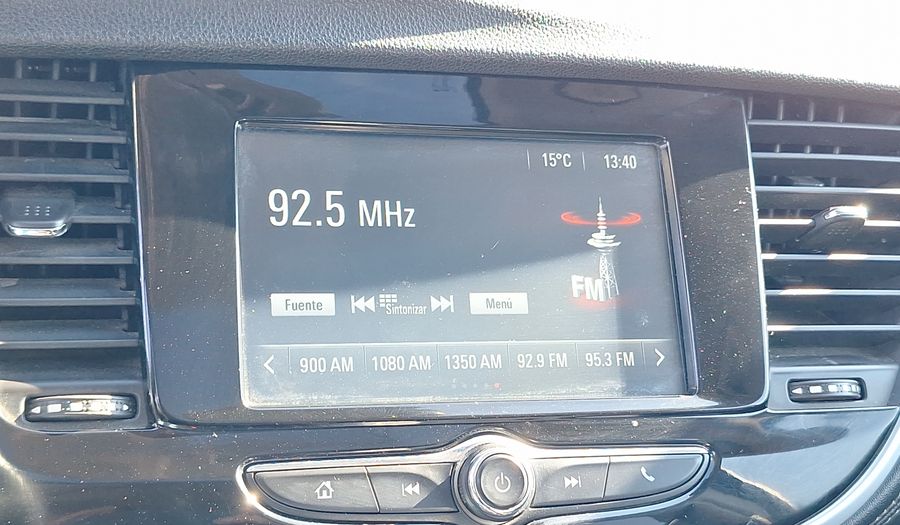 15°C 13:40
92.5 MHz
FM
Fuente Sintonizar Menú
900 AM 1080 AM 1350 AM 92.9 FM 95.3 FM